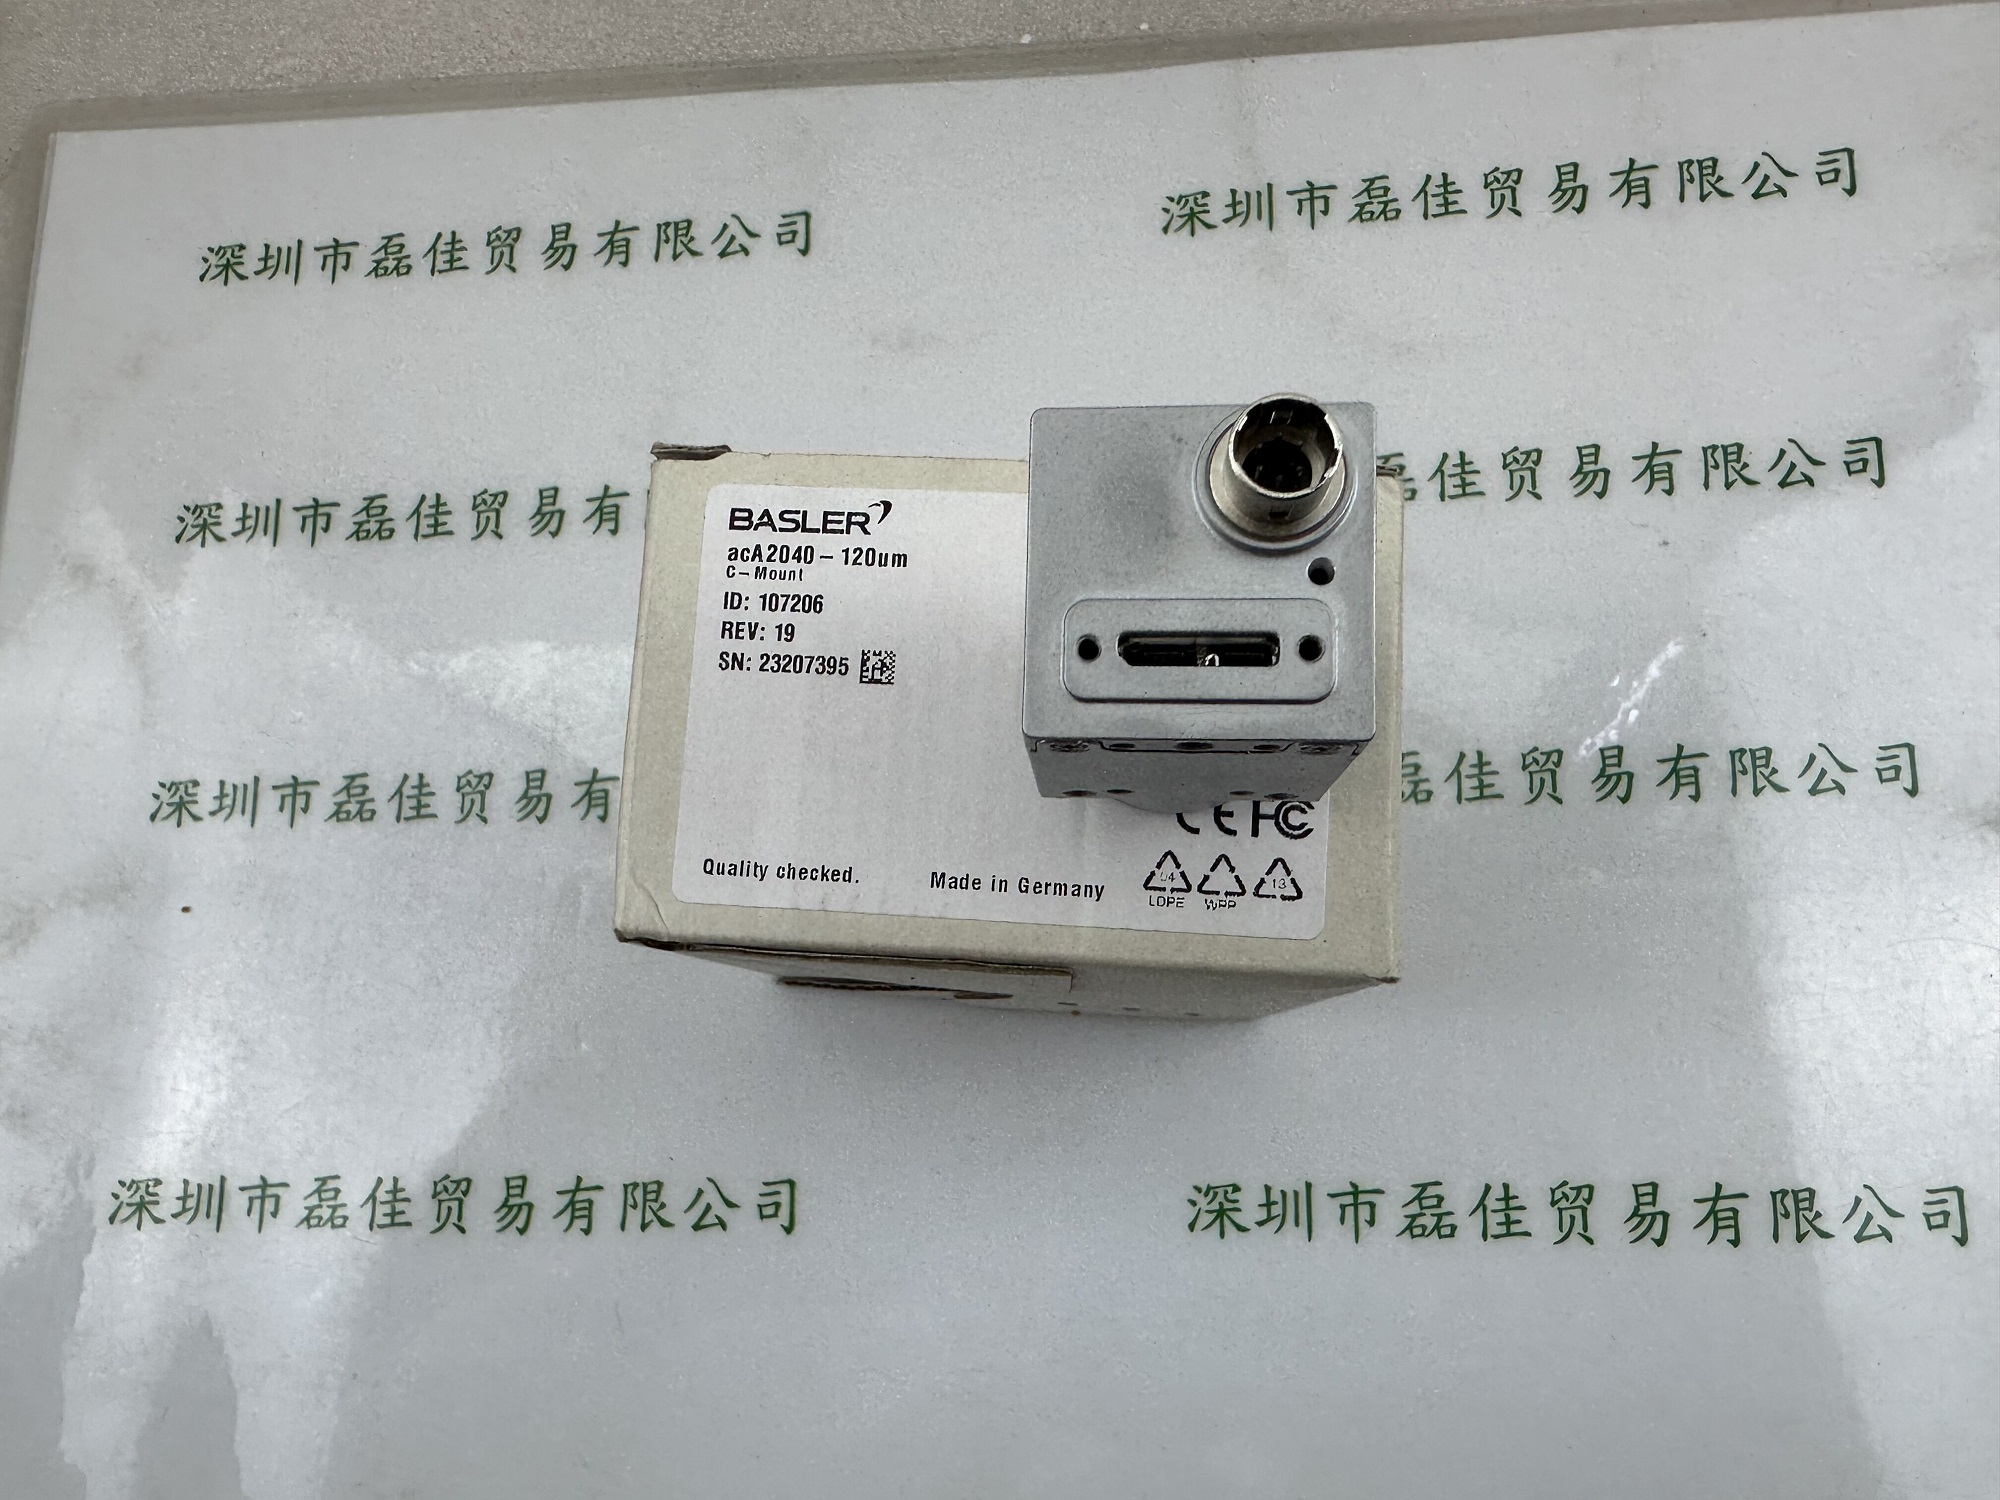 深圳市磊佳贸易有限公司
深圳市磊佳贸易有限公司
深圳市磊佳贸易有
磊佳贸易有限公司
BASLER
acA2040-120um
C-Mount
ID: 107206
REV: 19
SN: 23207395
深圳市磊佳贸易有
磊佳贸易有限公司
CE FC
Quality checked.
Made in Germany
04
LDPE
13
深圳市磊佳贸易有限公司
深圳市磊佳贸易有限公司